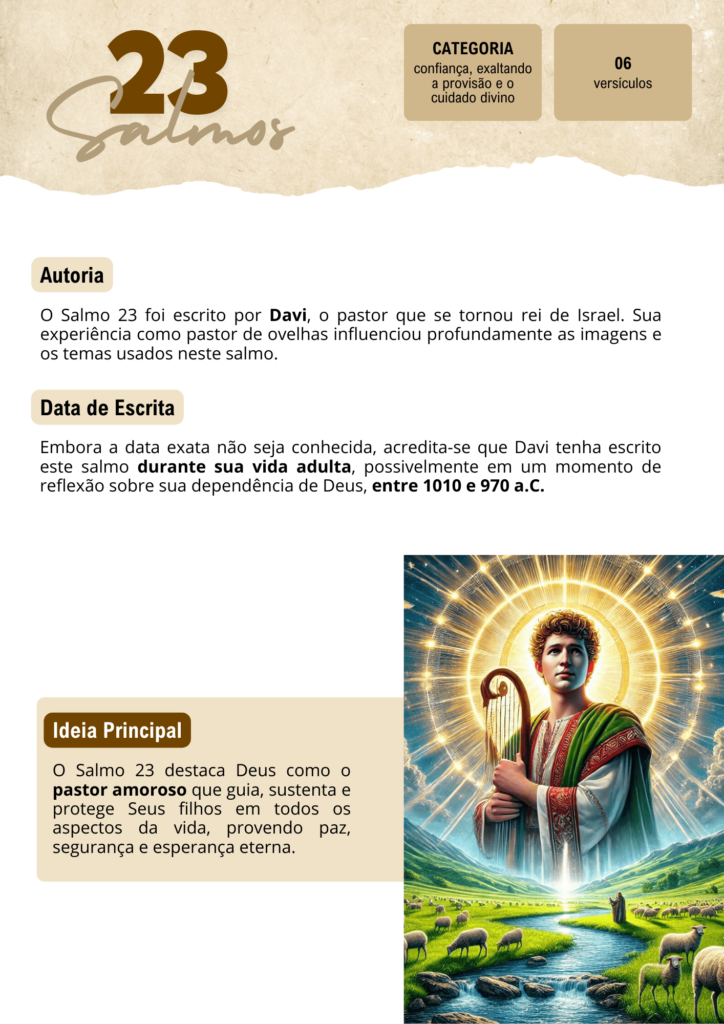 23
Salmos
CATEGORIA
confiança, exaltando
a provisão e o
cuidado divino
06
versículos
Autoria
O Salmo 23 foi escrito por Davi, o pastor que se tornou rei de Israel. Sua
experiência como pastor de ovelhas influenciou profundamente as imagens e
os temas usados neste salmo.
Data de Escrita
Embora a data exata não seja conhecida, acredita-se que Davi tenha escrito
este salmo durante sua vida adulta, possivelmente em um momento de
reflexão sobre sua dependência de Deus, entre 1010 e 970 a.C.
Ideia Principal
O Salmo 23 destaca Deus como o
pastor amoroso que guia, sustenta e
protege Seus filhos em todos os
aspectos da vida, provendo paz,
segurança e esperança eterna.